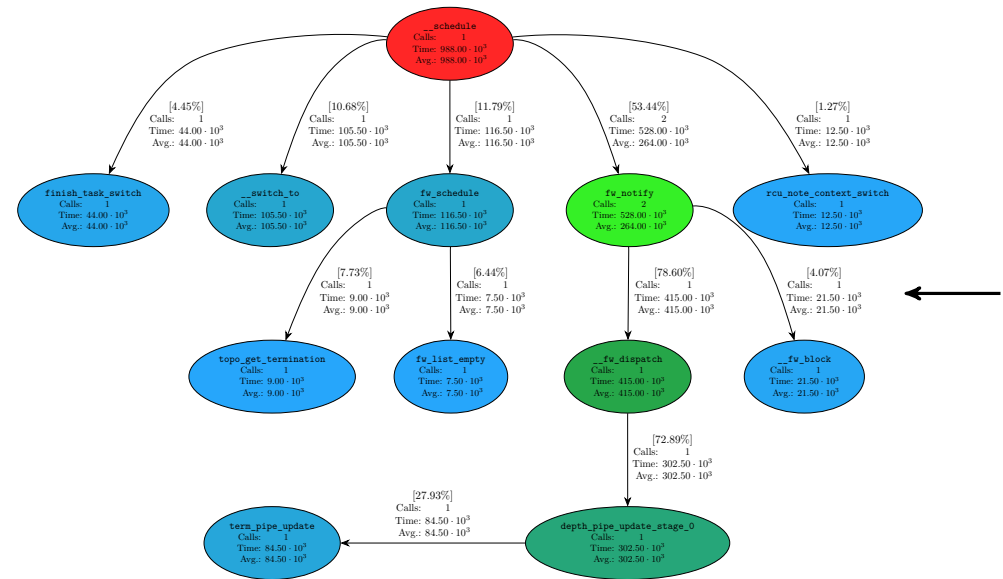 __schedule
Calls: 1
Time: 988.00 · 10³
Avg.: 988.00 · 10³
[4.45%]
Calls: 1
Time: 44.00 · 10³
Avg.: 44.00 · 10³
[10.68%]
Calls: 1
Time: 105.50 · 10³
Avg.: 105.50 · 10³
[11.79%]
Calls: 1
Time: 116.50 · 10³
Avg.: 116.50 · 10³
[53.44%]
Calls: 2
Time: 528.00 · 10³
Avg.: 264.00 · 10³
[1.27%]
Calls: 1
Time: 12.50 · 10³
Avg.: 12.50 · 10³
finish_task_switch
Calls: 1
Time: 44.00 · 10³
Avg.: 44.00 · 10³
__switch_to
Calls: 1
Time: 105.50 · 10³
Avg.: 105.50 · 10³
fw_schedule
Calls: 1
Time: 116.50 · 10³
Avg.: 116.50 · 10³
fw_notify
Calls: 2
Time: 528.00 · 10³
Avg.: 264.00 · 10³
rcu_note_context_switch
Calls: 1
Time: 12.50 · 10³
Avg.: 12.50 · 10³
[7.73%]
Calls: 1
Time: 9.00 · 10³
Avg.: 9.00 · 10³
[6.44%]
Calls: 1
Time: 7.50 · 10³
Avg.: 7.50 · 10³
[78.60%]
Calls: 1
Time: 415.00 · 10³
Avg.: 415.00 · 10³
[4.07%]
Calls: 1
Time: 21.50 · 10³
Avg.: 21.50 · 10³
topo_get_termination
Calls: 1
Time: 9.00 · 10³
Avg.: 9.00 · 10³
fw_list_empty
Calls: 1
Time: 7.50 · 10³
Avg.: 7.50 · 10³
__fw_dispatch
Calls: 1
Time: 415.00 · 10³
Avg.: 415.00 · 10³
__fw_block
Calls: 1
Time: 21.50 · 10³
Avg.: 21.50 · 10³
[72.89%]
Calls: 1
Time: 302.50 · 10³
Avg.: 302.50 · 10³
[27.93%]
Calls: 1
Time: 84.50 · 10³
Avg.: 84.50 · 10³
term_pipe_update
Calls: 1
Time: 84.50 · 10³
Avg.: 84.50 · 10³
depth_pipe_update_stage_0
Calls: 1
Time: 302.50 · 10³
Avg.: 302.50 · 10³